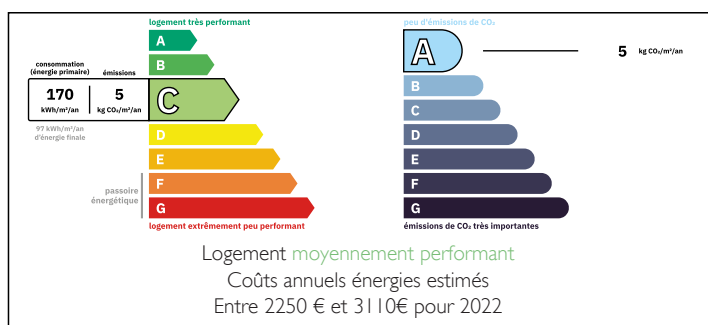 logement très performant
A
B
consommation
(énergie primaire)
émissions
170
kWh/m²/an
5
kg CO₂/m²/an
C
97 kWh/m²/an
d'énergie finale
D
E
passoire
énergétique
F
G
logement extrêmement peu performant
peu d'émissions de CO₂
A
5 kg CO₂/m²/an
B
C
D
E
F
G
émissions de CO₂ très importantes
Logement moyennement performant
Coûts annuels énergies estimés
Entre 2250 € et 3110€ pour 2022